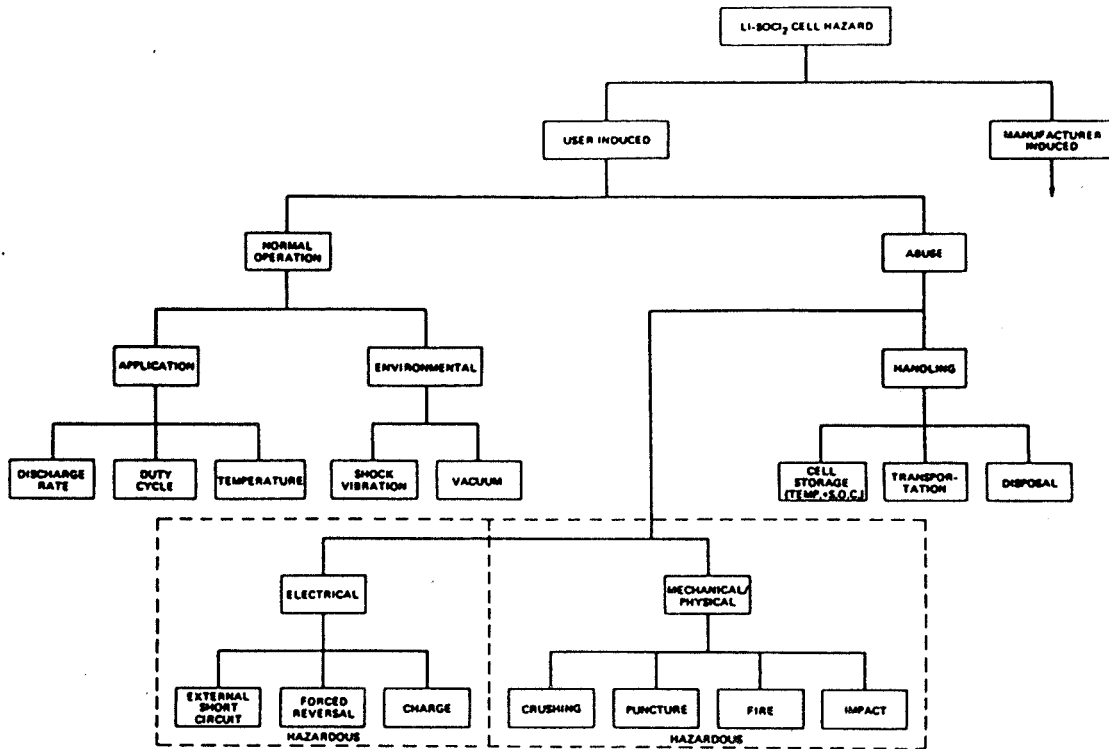 LI-SOCl₂ CELL HAZARD
USER INDUCED
MANUFACTURER
INDUCED
NORMAL
OPERATION
ABUSE
APPLICATION
ENVIRONMENTAL
HANDLING
DISCHARGE
RATE
DUTY
CYCLE
TEMPERATURE
SHOCK
VIBRATION
VACUUM
CELL
STORAGE
(TEMP.+S.O.C.)
TRANSPOR-
TATION
DISPOSAL
ELECTRICAL
MECHANICAL/
PHYSICAL
EXTERNAL
SHORT
CIRCUIT
FORCED
REVERSAL
CHARGE
CRUSHING
PUNCTURE
FIRE
IMPACT
HAZARDOUS
HAZARDOUS